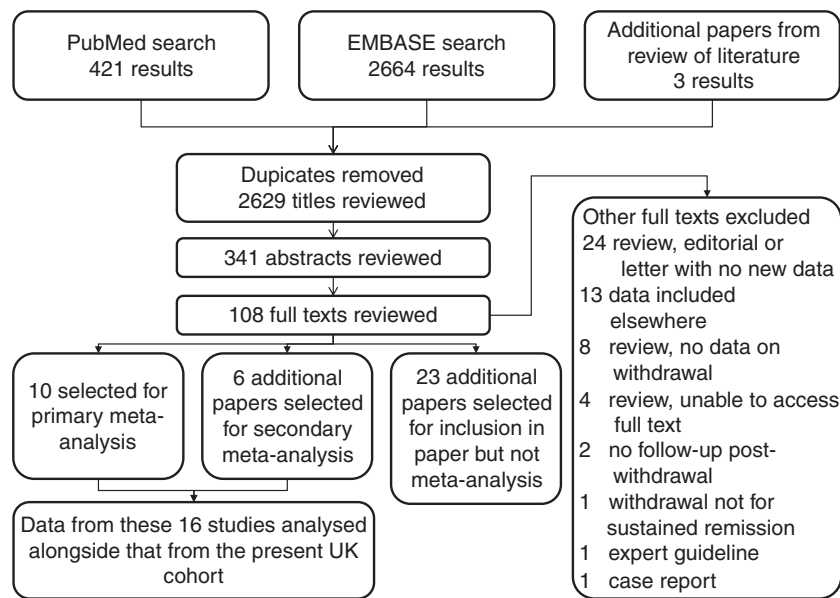 PubMed search
421 results
EMBASE search
2664 results
Additional papers from
review of literature
3 results
Dupicates removed
2629 titles reviewed
341 abstracts reviewed
108 full texts reviewed
10 selected for
primary meta-
analysis
6 additional
papers selected
for secondary
meta-analysis
23 additional
papers selected
for inclusion in
paper but not
meta-analysis
Data from these 16 studies analysed
alongside that from the present UK
cohort
Other full texts excluded
24 review, editorial or
letter with no new data
13 data included
elsewhere
8 review, no data on
withdrawal
4 review, unable to access
full text
2 no follow-up post-
withdrawal
1 withdrawal not for
sustained remission
1 expert guideline
1 case report